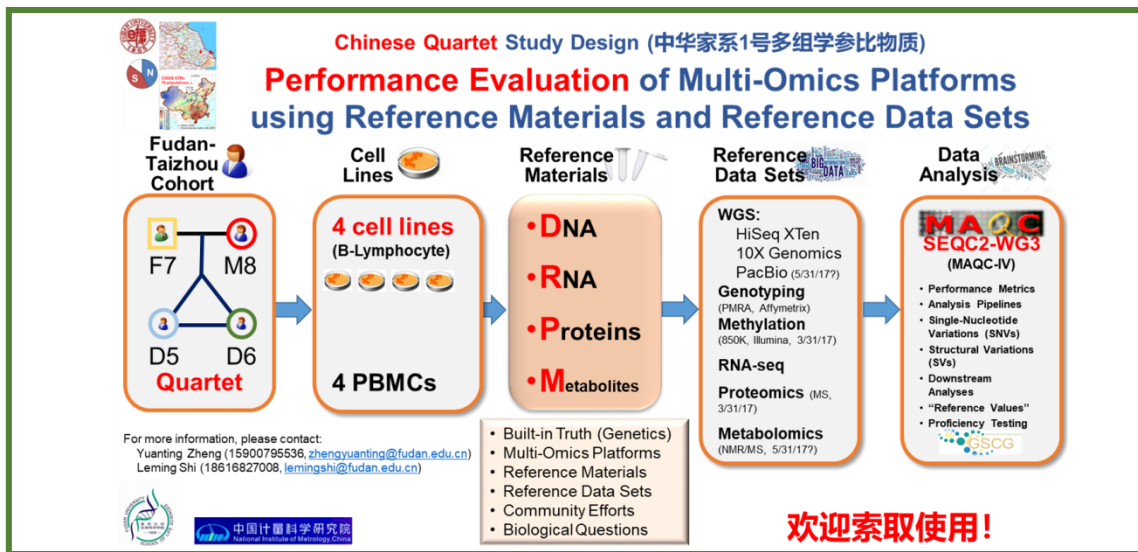 Chinese Quartet Study Design (中华家系1号多组学参比物质)
Performance Evaluation of Multi-Omics Platforms
using Reference Materials and Reference Data Sets
Fudan-
Taizhou
Cohort
F7
M8
D5
D6
Quartet
Cell
Lines
4 cell lines
(B-Lymphocyte)
4 PBMCs
Reference
Materials
•DNA
•RNA
•Proteins
•Metabolites
Reference
Data Sets
BIG
DATA
WGS:
HiSeq XTen
10X Genomics
PacBio (5/31/17?)
Genotyping
(PMRA, Affymetrix)
Methylation
(850K, Illumina, 3/31/17)
RNA-seq
Proteomics (MS,
3/31/17)
Metabolomics
(NMR/MS, 5/31/17?)
Data
Analysis
BRAINSTORMING
MAQC
SEQC2-WG3
(MAQC-IV)
• Performance Metrics
• Analysis Pipelines
• Single-Nucleotide
Variations (SNVs)
• Structural Variations
(SVs)
• Downstream
Analyses
• “Reference Values”
• Proficiency Testing
GSCG
For more information, please contact:
Yuanting Zheng (15900795536, zhengyuanting@fudan.edu.cn)
Leming Shi (18616827008, lemingshi@fudan.edu.cn)
• Built-in Truth (Genetics)
• Multi-Omics Platforms
• Reference Materials
• Reference Data Sets
• Community Efforts
• Biological Questions
中国计量科学研究院
National Institute of Metrology,China
欢迎索取使用!
S
N